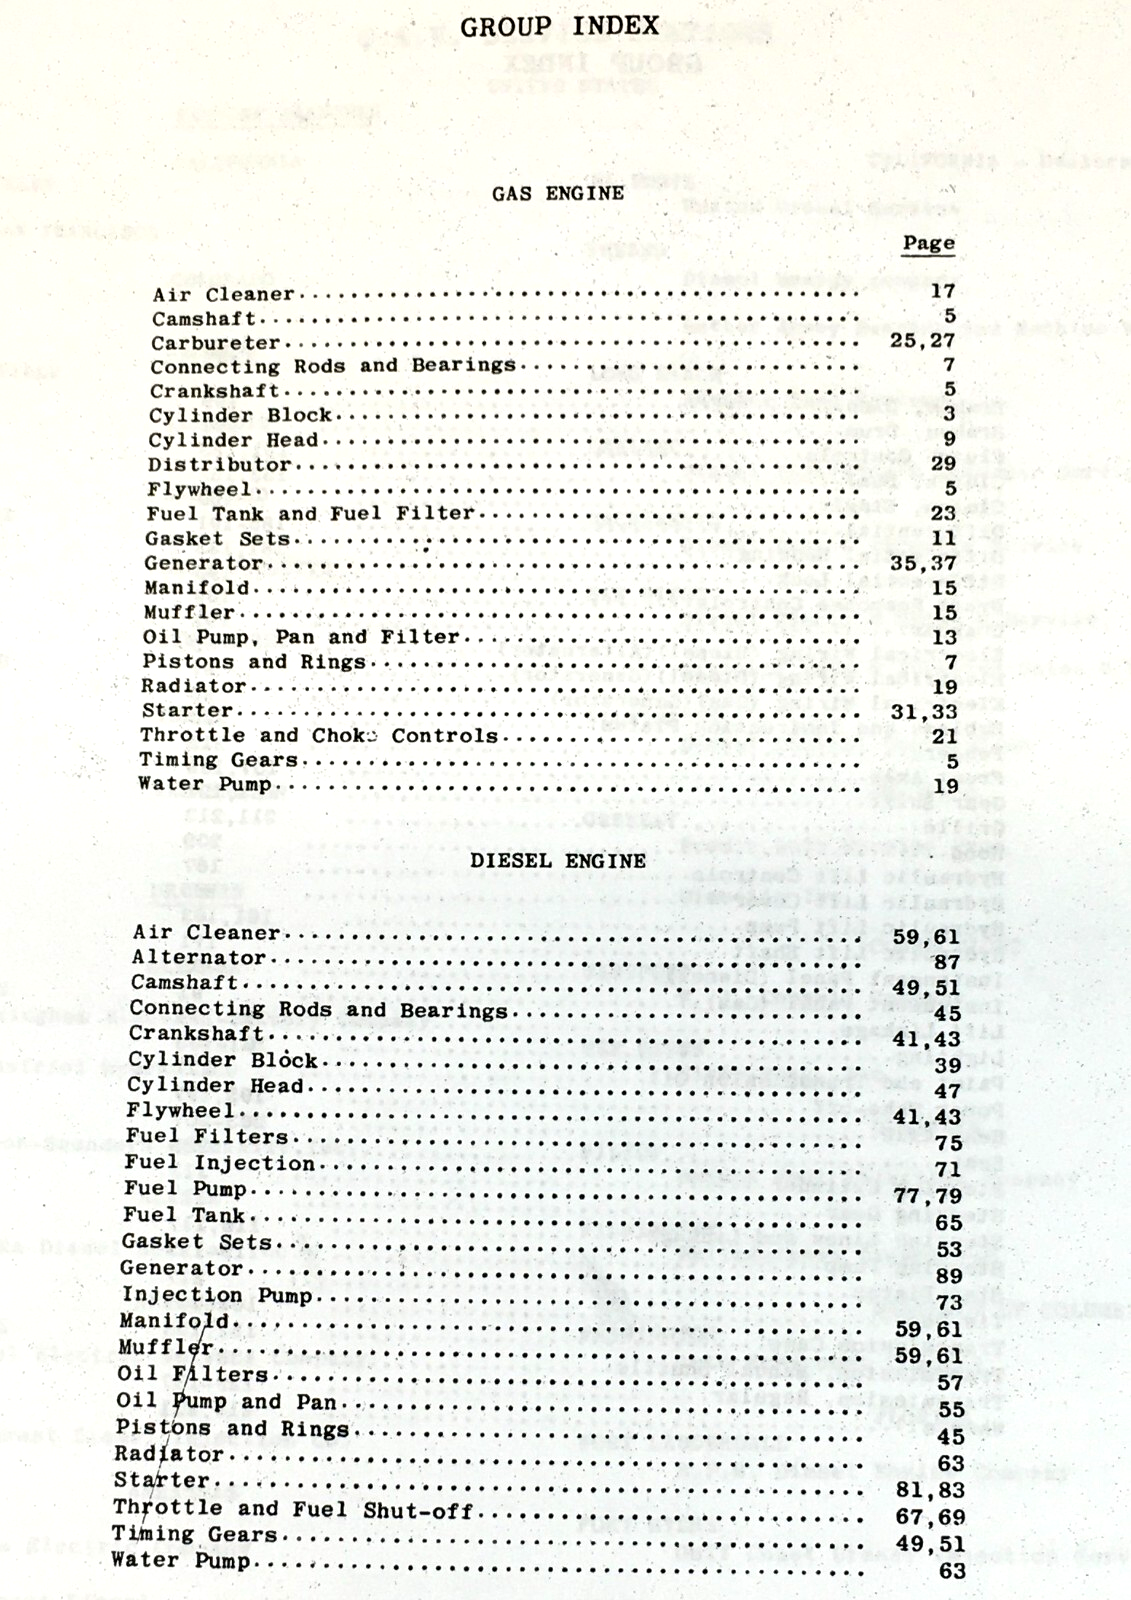 GROUP INDEX
GAS ENGINE
Page
Air Cleaner 17
Camshaft 5
Carbureter 25,27
Connecting Rods and Bearings 7
Crankshaft 5
Cylinder Block 3
Cylinder Head 9
Distributor 29
Flywheel 5
Fuel Tank and Fuel Filter 23
Gasket Sets 11
Generator 35,37
Manifold 15
Muffler 15
Oil Pump, Pan and Filter 13
Pistons and Rings 7
Radiator 19
Starter 31,33
Throttle and Choke Controls 21
Timing Gears 5
Water Pump 19
DIESEL ENGINE
Air Cleaner 59,61
Alternator 87
Camshaft 49,51
Connecting Rods and Bearings 45
Crankshaft 41,43
Cylinder Block 39
Cylinder Head 47
Flywheel 41,43
Fuel Filters 75
Fuel Injection 71
Fuel Pump 77,79
Fuel Tank 65
Gasket Sets 53
Generator 89
Injection Pump 73
Manifold 59,61
Muffler 59,61
Oil Filters 57
Oil Pump and Pan 55
Pistons and Rings 45
Radiator 63
Starter 81,83
Throttle and Fuel Shut-off 67,69
Timing Gears 49,51
Water Pump 63